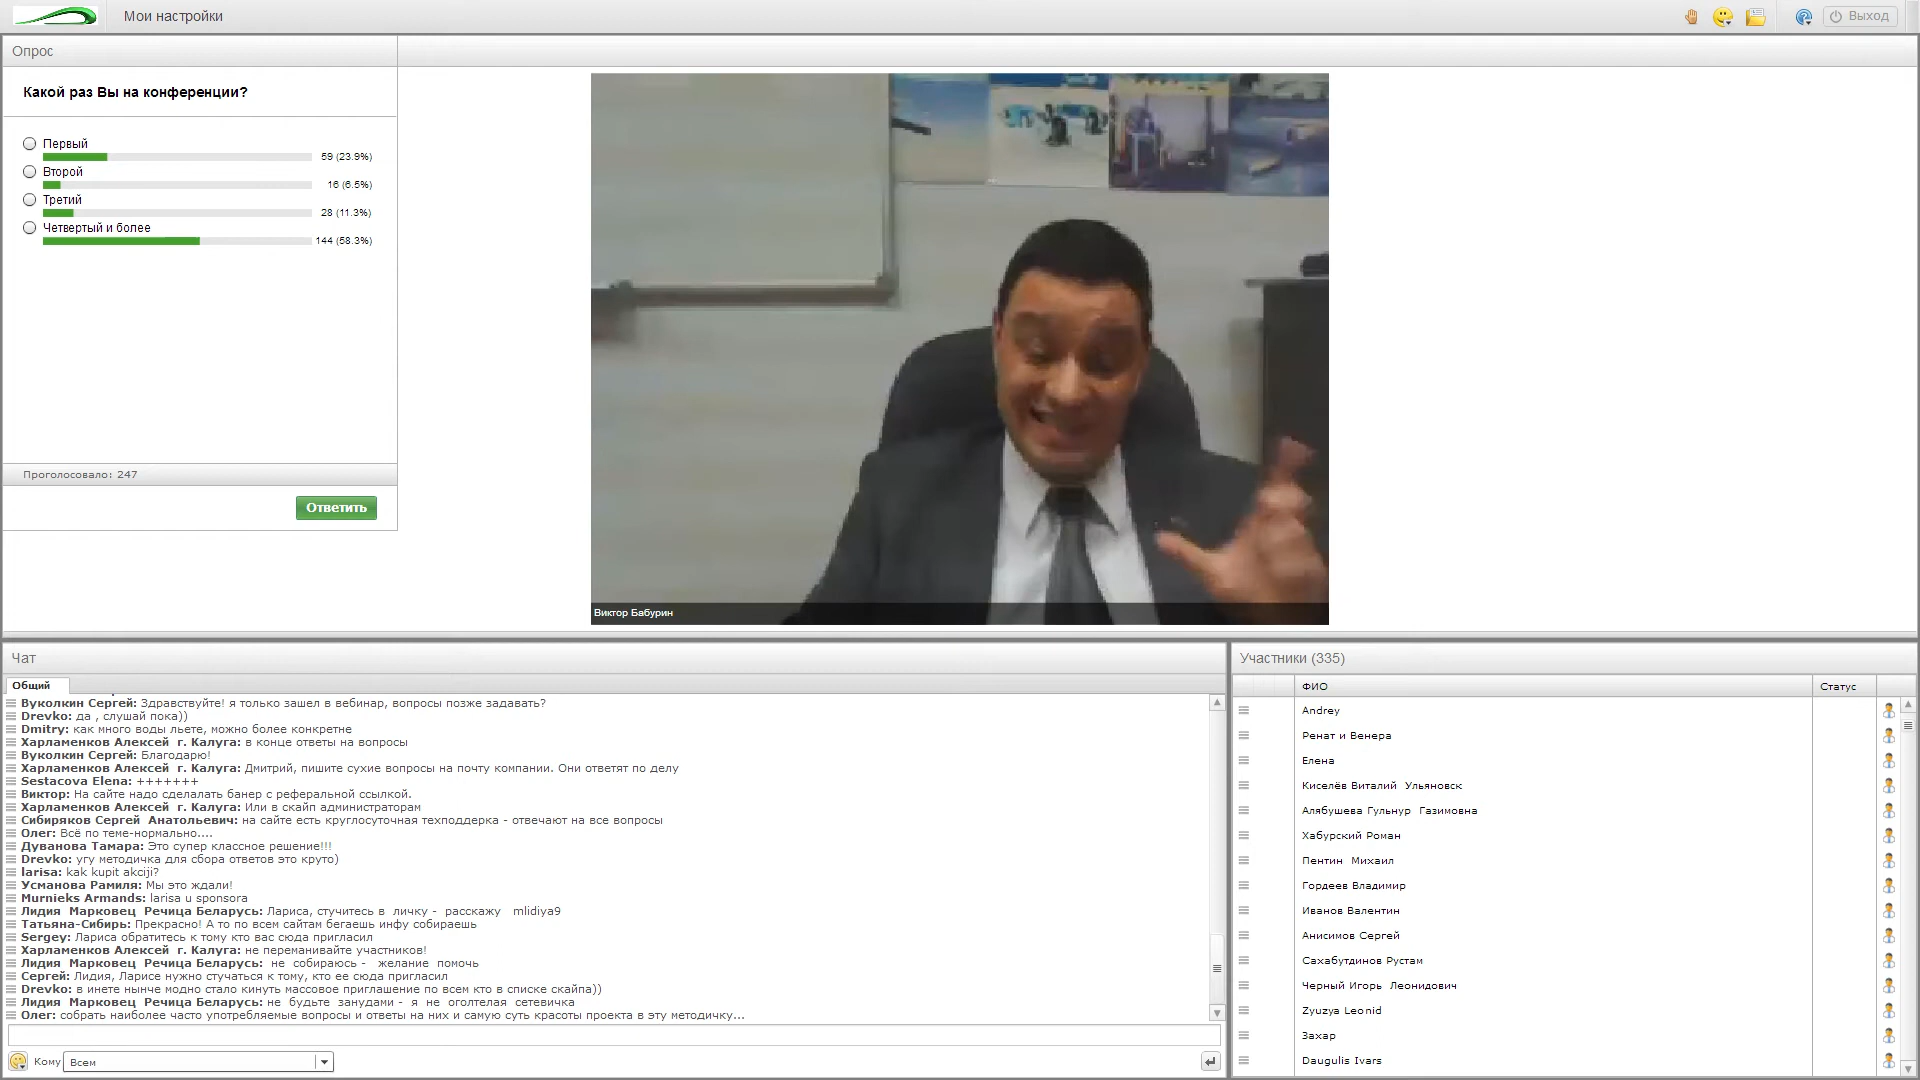 Мои настройки
Выход
Опрос
Какой раз Вы на конференции?
Первый
59 (23.9%)
Второй
16 (6.5%)
Третий
28 (11.3%)
Четвертый и более
144 (58.3%)
Проголосовало: 247
Ответить
Виктор Бабурин
Чат
Общий
Вуколкин Сергей: Здравствуйте! я только зашел в вебинар, вопросы позже задавать?
Drevko: да , слушай пока))
Dmitry: как много воды льете, можно более конкретне
Харламенков Алексей г. Калуга: в конце ответы на вопросы
Вуколкин Сергей: Благодарю!
Харламенков Алексей г. Калуга: Дмитрий, пишите сухие вопросы на почту компании. Они ответят по делу
Sestacova Elena: +++++++
Виктор: На сайте надо сделалать банер с реферальной ссылкой.
Харламенков Алексей г. Калуга: Или в скайп администраторам
Сибиряков Сергей Анатольевич: на сайте есть круглосуточная техподдерка - отвечают на все вопросы
Олег: Всё по теме-нормально....
Дуванова Тамара: Это супер классное решение!!!
Drevko: угу методичка для сбора ответов это круто)
larisa: kak kupit akciji?
Усманова Рамиля: Мы это ждали!
Murnieks Armands: larisa u sponsora
Лидия Марковец Речица Беларусь: Лариса, стучитесь в личку - расскажу mlidiya9
Татьяна-Сибирь: Прекрасно! А то по всем сайтам бегаешь инфу собираешь
Sergey: Лариса обратитесь к тому кто вас сюда пригласил
Харламенков Алексей г. Калуга: не переманивайте участников!
Лидия Марковец Речица Беларусь: не собираюсь - желание помочь
Сергей: Лидия, Ларисе нужно стучаться к тому, кто ее сюда пригласил
Drevko: в инете нынче модно стало кинуть массовое приглашение по всем кто в списке скайпа))
Лидия Марковец Речица Беларусь: не будьте занудами - я не оголтелая сетевичка
Олег: собрать наиболее часто употребляемые вопросы и ответы на них и самую суть красоты проекта в эту методичку...
Кому
Всем
Участники (335)
ФИО
Статус
Andrey
Ренат и Венера
Елена
Киселёв Виталий Ульяновск
Алябушева Гульнур Газимовна
Хабурский Роман
Пентин Михаил
Гордеев Владимир
Иванов Валентин
Анисимов Сергей
Сахабутдинов Рустам
Черный Игорь Леонидович
Zyuzya Leonid
Захар
Daugulis Ivars